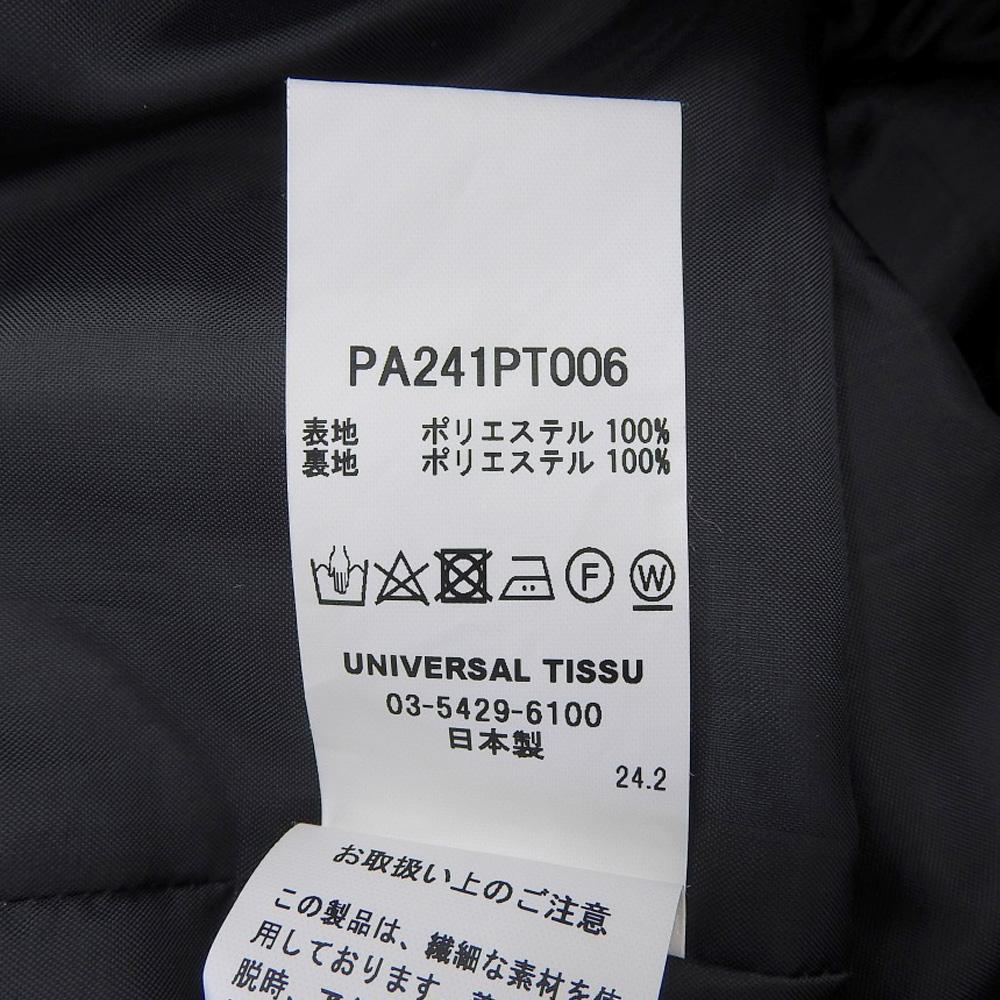 PA241PT006
表地 ポリエステル 100%
裏地 ポリエステル 100%
F W
UNIVERSAL TISSU
03-5429-6100
日本製
24.2
お取扱い上のご注意
この製品は、繊細な素材を使
用しております。
脱時、